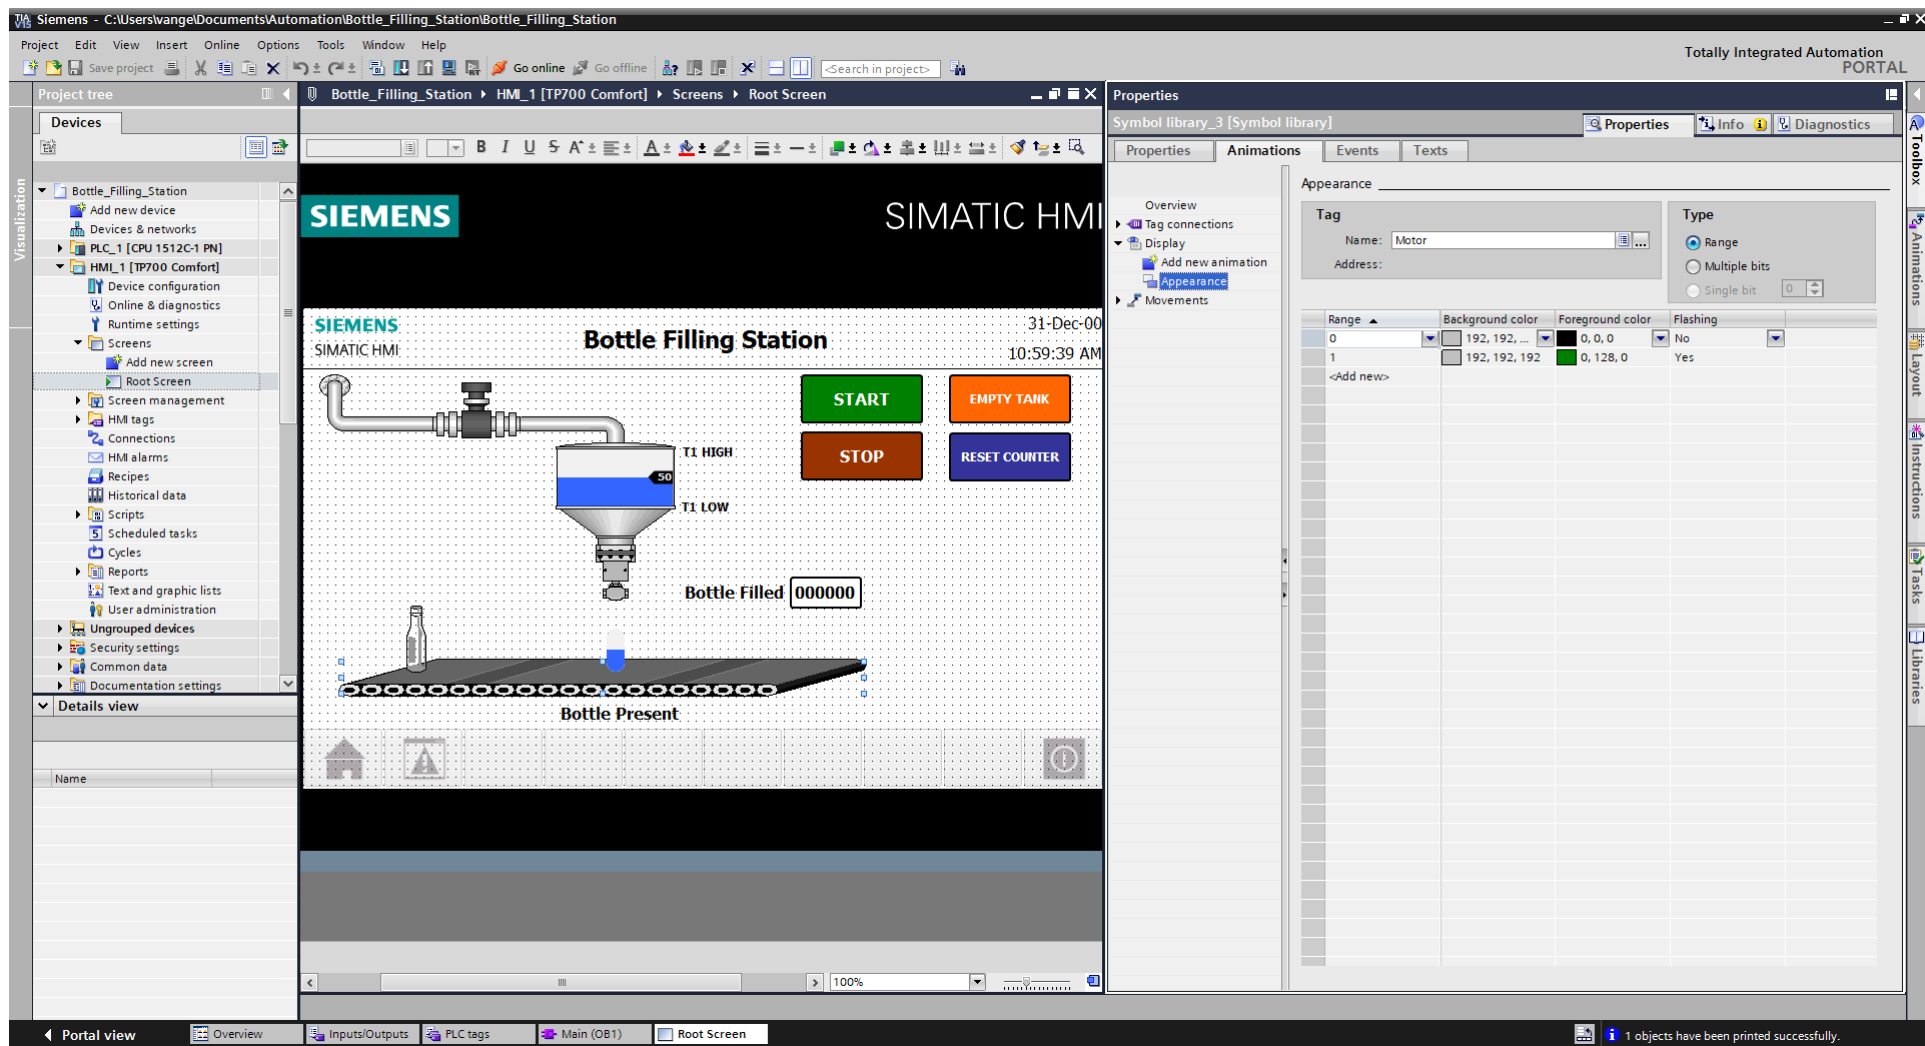 Siemens - C:\Users\vange\Documents\Automation\Bottle_Filling_Station\Bottle_Filling_Station
Project Edit View Insert Online Options Tools Window Help
Totally Integrated Automation
PORTAL
Save project
Go online
Go offline
<Search in project>
Project tree
Devices
Visualization
Bottle_Filling_Station
Add new device
Devices & networks
PLC_1 [CPU 1512C-1 PN]
HMI_1 [TP700 Comfort]
Device configuration
Online & diagnostics
Runtime settings
Screens
Add new screen
Root Screen
Screen management
HMI tags
Connections
HMI alarms
Recipes
Historical data
Scripts
Scheduled tasks
Cycles
Reports
Text and graphic lists
User administration
Ungrouped devices
Security settings
Common data
Documentation settings
Details view
Name
Bottle_Filling_Station HMI_1 [TP700 Comfort] Screens Root Screen
B I U S A
SIEMENS
SIMATIC HMI
SIEMENS
SIMATIC HMI
Bottle Filling Station
31-Dec-00
10:59:39 AM
START
EMPTY TANK
STOP
RESET COUNTER
T1 HIGH
50
T1 LOW
Bottle Filled 000000
Bottle Present
100%
Properties
Symbol library_3 [Symbol library]
Properties Info Diagnostics
Properties Animations Events Texts
Overview
Tag connections
Display
Add new animation
Appearance
Movements
Appearance
Tag
Name: Motor
Address:
Type
Range
Multiple bits
Single bit 0
Range Background color Foreground color Flashing
0 192, 192, ... 0, 0, 0 No
1 192, 192, 192 0, 128, 0 Yes
<Add new>
Toolbox
Animations
Layout
Instructions
Tasks
Libraries
Portal view
Overview
Inputs/Outputs
PLC tags
Main (OB1)
Root Screen
1 objects have been printed successfully.